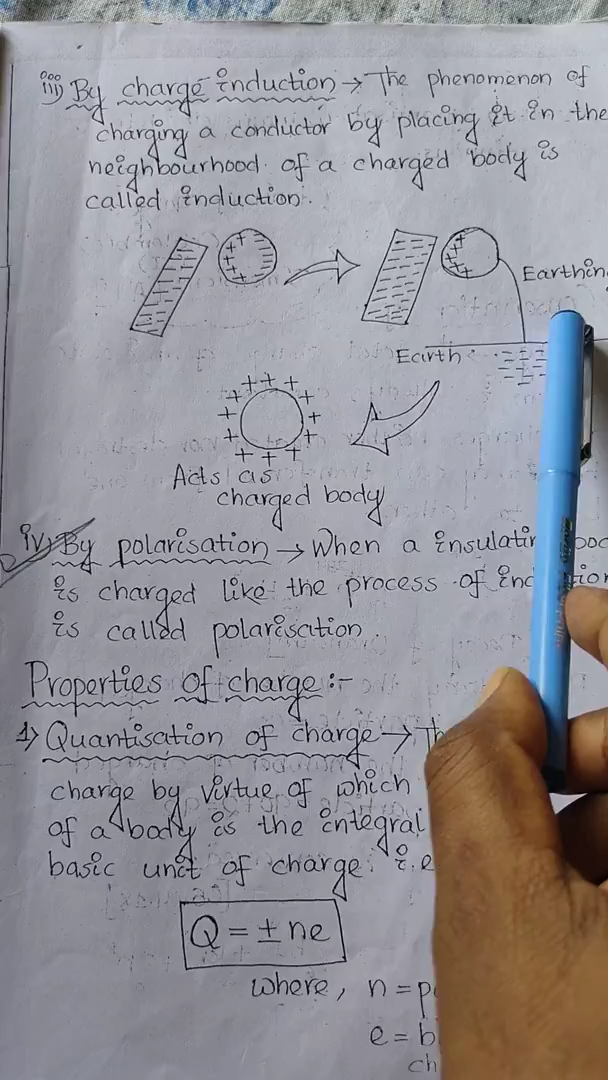 iii) By charge induction → The phenomenon of
charging a conductor by placing it in the
neighbourhood of a charged body is
called induction.
Earthin
Earth
Acts as
charged body
iv) By polarisation → When a insulatin
is charged like the process of
is called polarisation
Properties of charge :-
1) Quantisation of charge →
charge by virtue of which
of a body is the integral
basic unit of charge. i.e
Q = ± ne
where, n =
e =